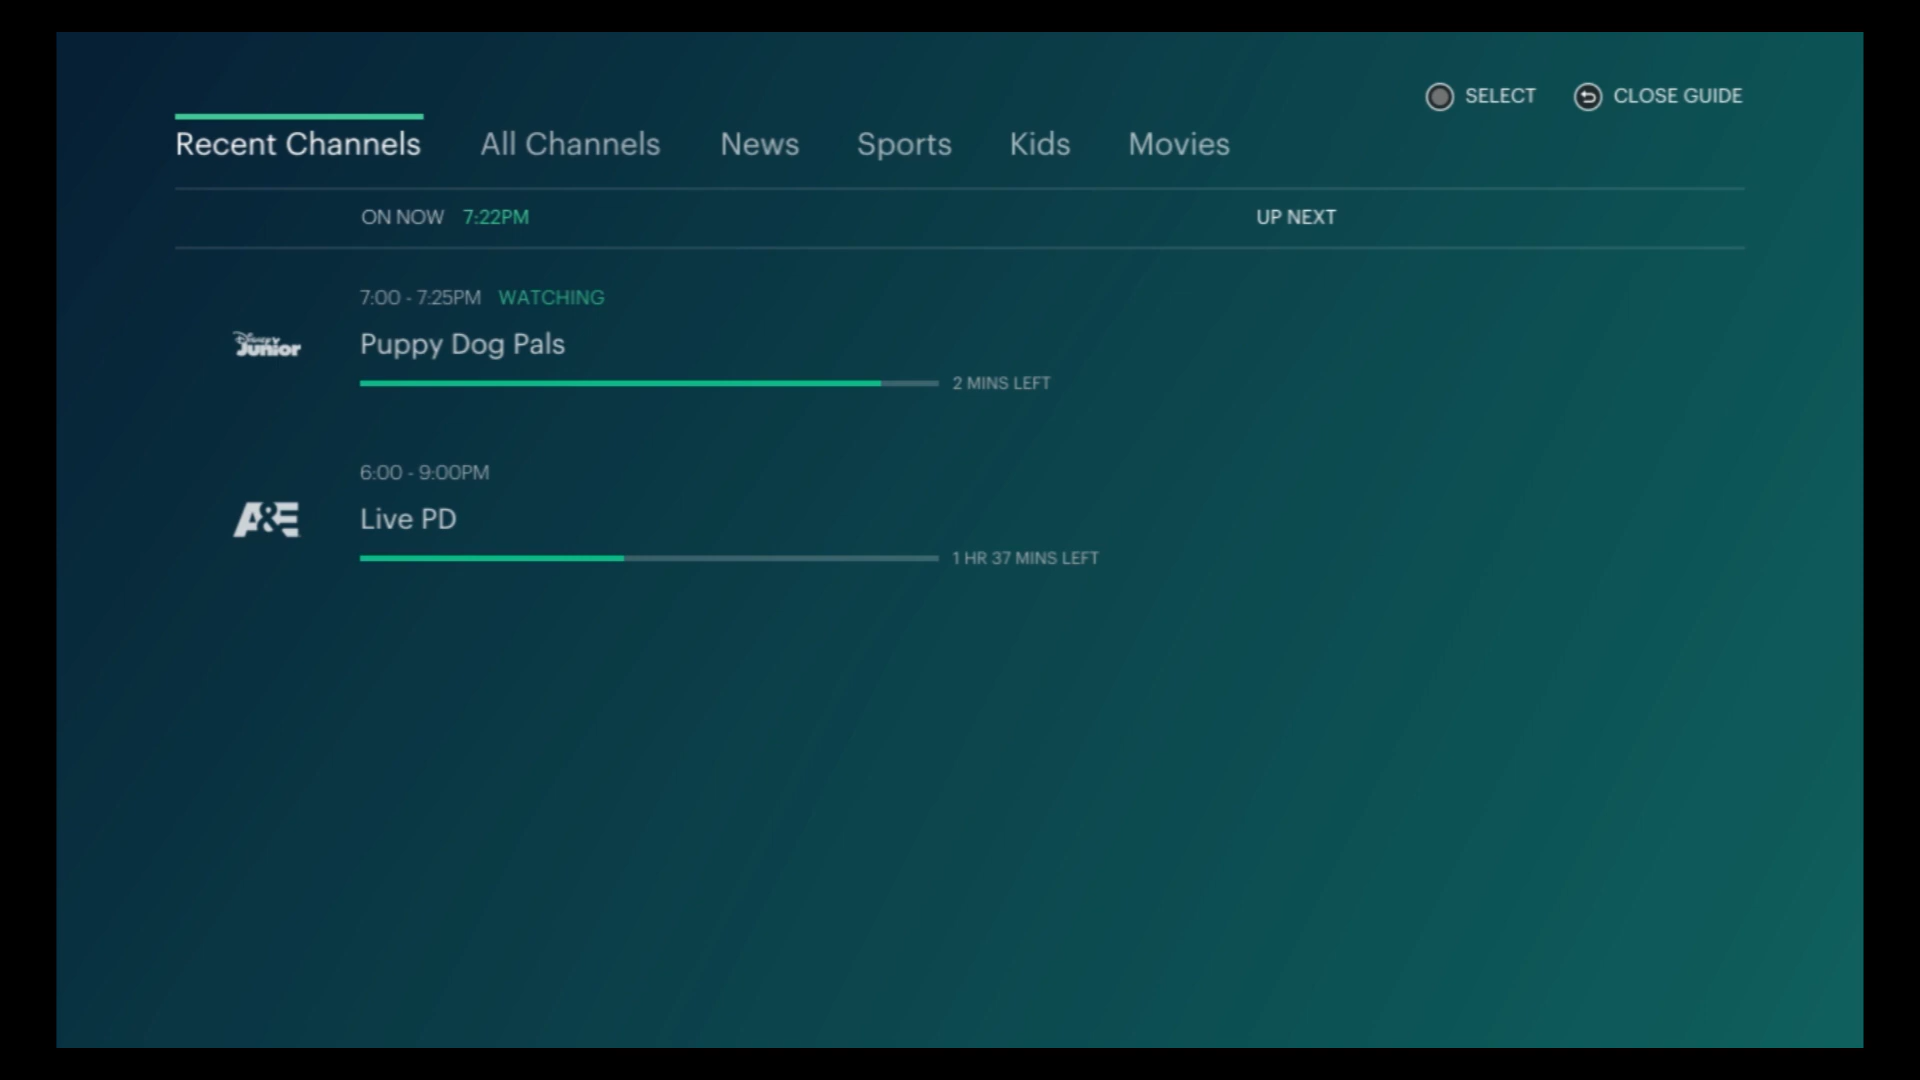 SELECT CLOSE GUIDE
Recent Channels All Channels News Sports Kids Movies
ON NOW 7:22PM UP NEXT
7:00 - 7:25PM WATCHING
Disney Junior
Puppy Dog Pals
2 MINS LEFT
6:00 - 9:00PM
A&E
Live PD
1 HR 37 MINS LEFT